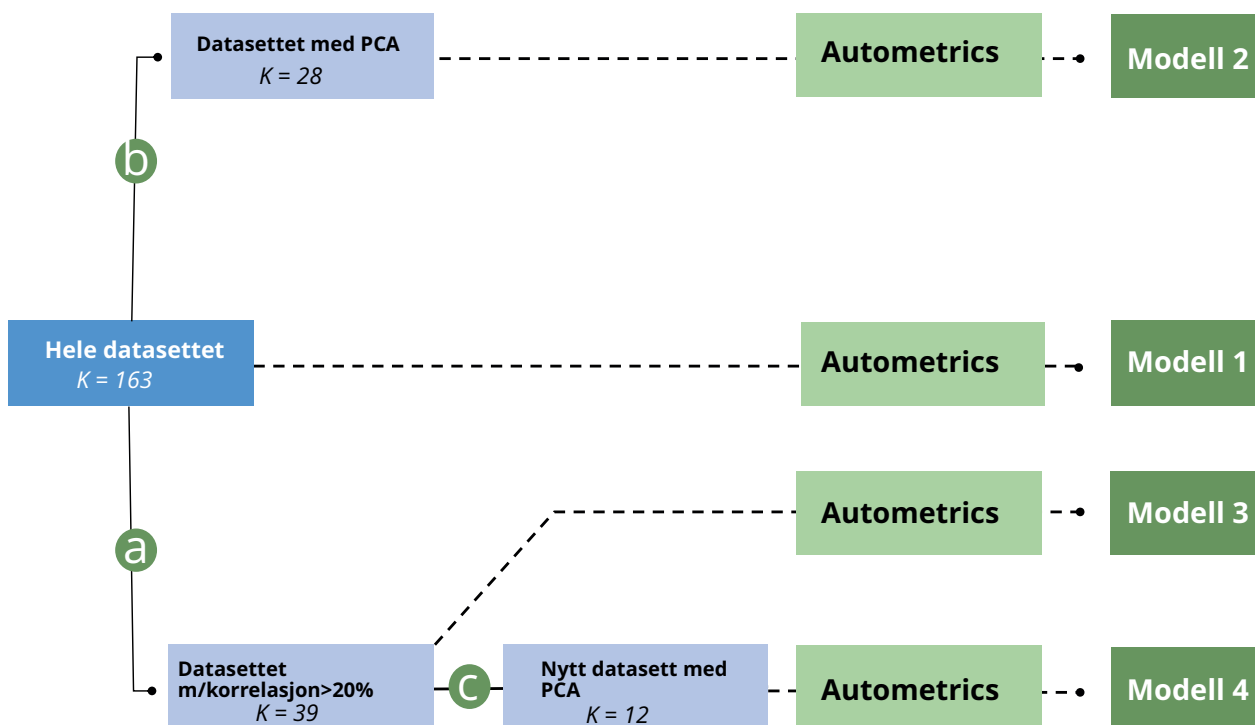 Datasettet med PCA
K = 28
Autometrics
Modell 2
b
Hele datasettet
K = 163
Autometrics
Modell 1
Autometrics
Modell 3
a
Datasettet
m/korrelasjon>20%
K = 39
c
Nytt datasett med
PCA
K = 12
Autometrics
Modell 4